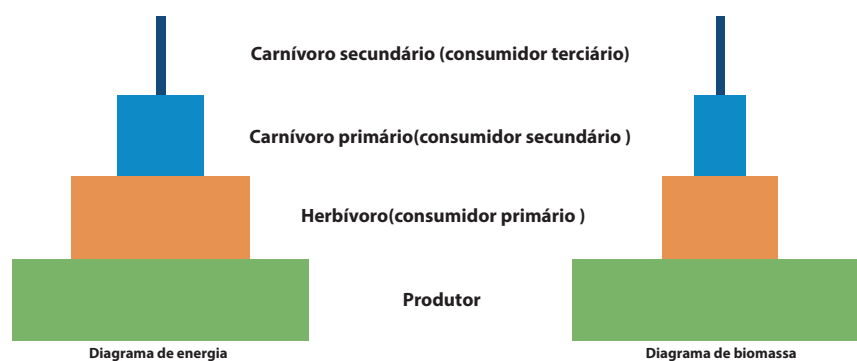 Carnívoro secundário (consumidor terciário)
Carnívoro primário(consumidor secundário )
Herbívoro(consumidor primário )
Produtor
Diagrama de energia
Diagrama de biomassa